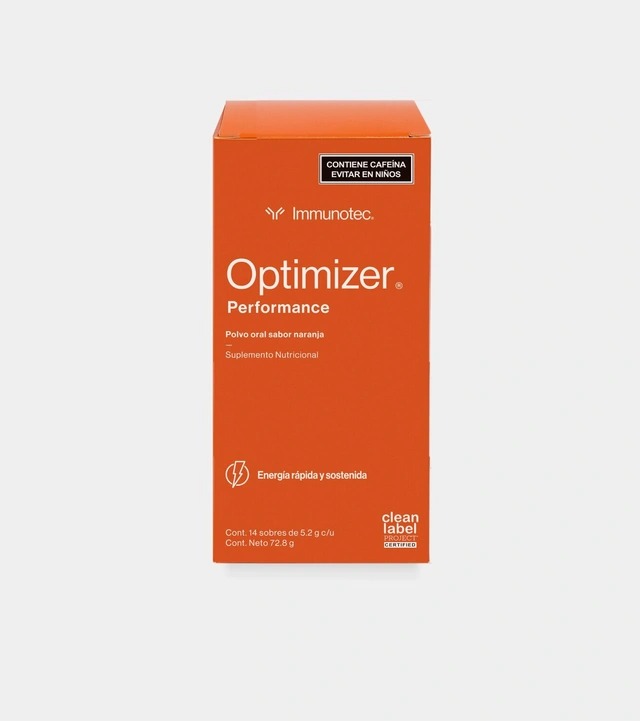 CONTIENE CAFEÍNA
EVITAR EN NIÑOS
Immunotec®
Optimizer®
Performance
Polvo oral sabor naranja
—
Suplemento Nutricional
Energía rápida y sostenida
Cont. 14 sobres de 5.2 g c/u
Cont. Neto 72.8 g
clean
label
PROJECT®
CERTIFIED